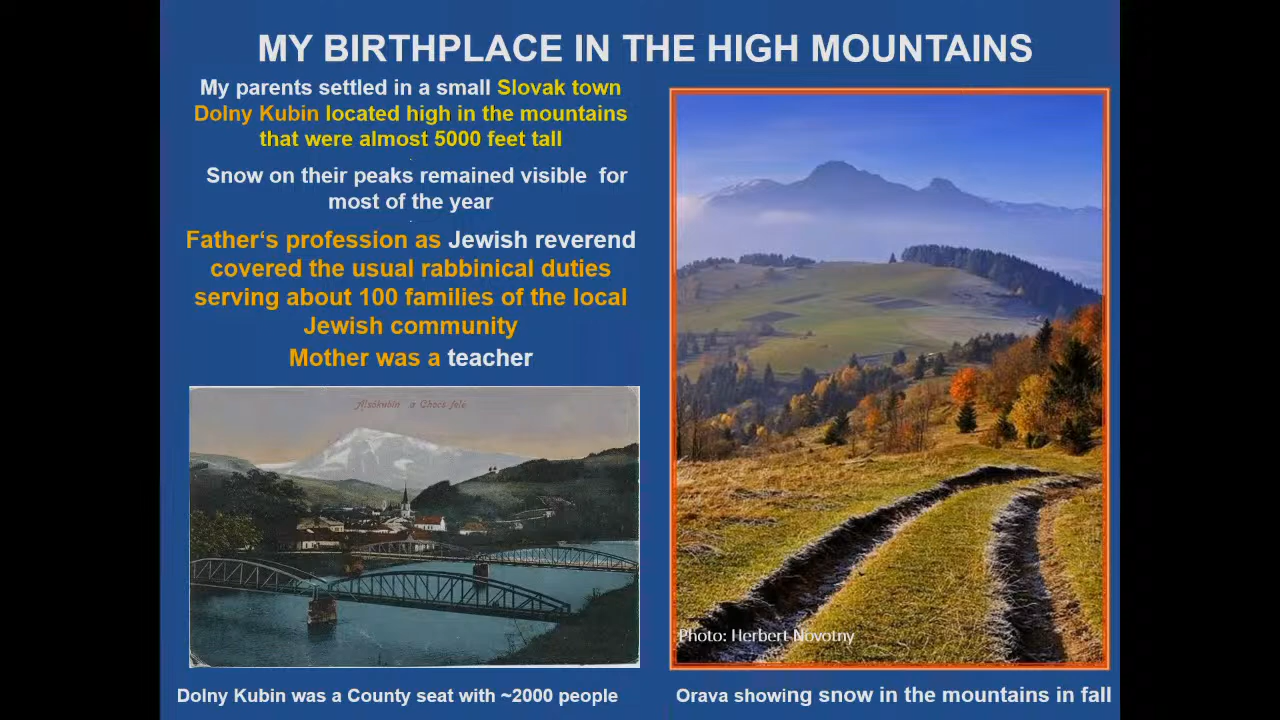 MY BIRTHPLACE IN THE HIGH MOUNTAINS
My parents settled in a small Slovak town
Dolny Kubin located high in the mountains
that were almost 5000 feet tall
.
Snow on their peaks remained visible for
most of the year
.
Father‘s profession as Jewish reverend
covered the usual rabbinical duties
serving about 100 families of the local
Jewish community
Mother was a teacher
Alsókubin a Chocs felé
Photo: Herbert Novotny
Dolny Kubin was a County seat with ~2000 people
Orava showing snow in the mountains in fall